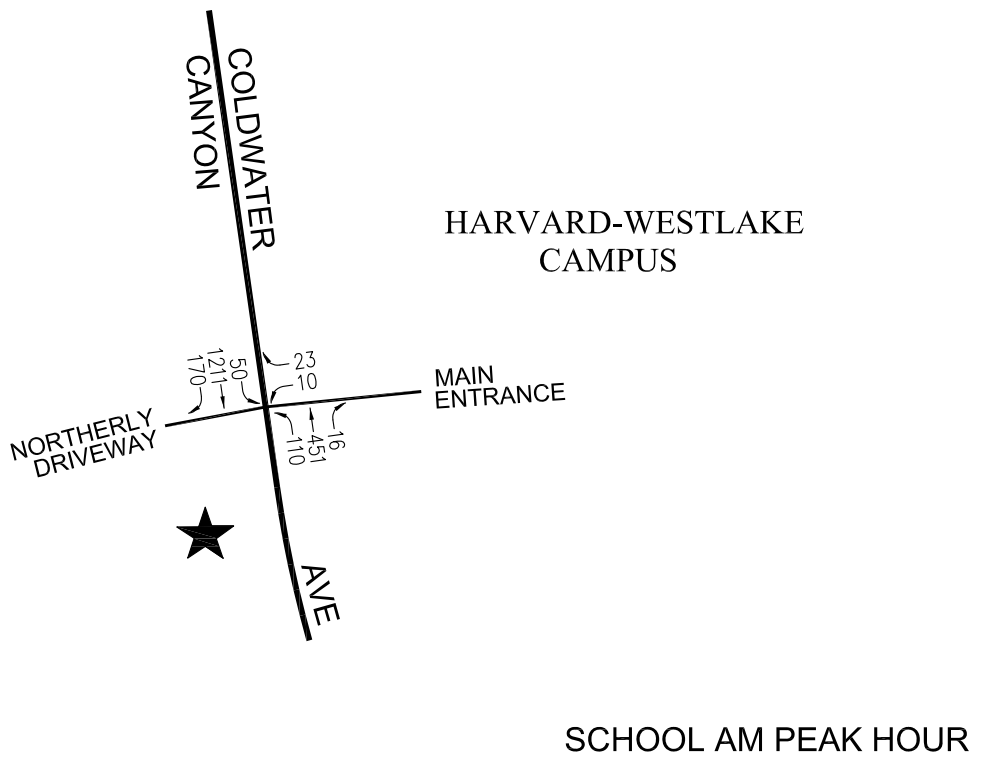 COLDWATER
CANYON
HARVARD-WESTLAKE
CAMPUS
170
1211
50
23
10
MAIN
ENTRANCE
NORTHERLY
DRIVEWAY
110
451
16
AVE
SCHOOL AM PEAK HOUR